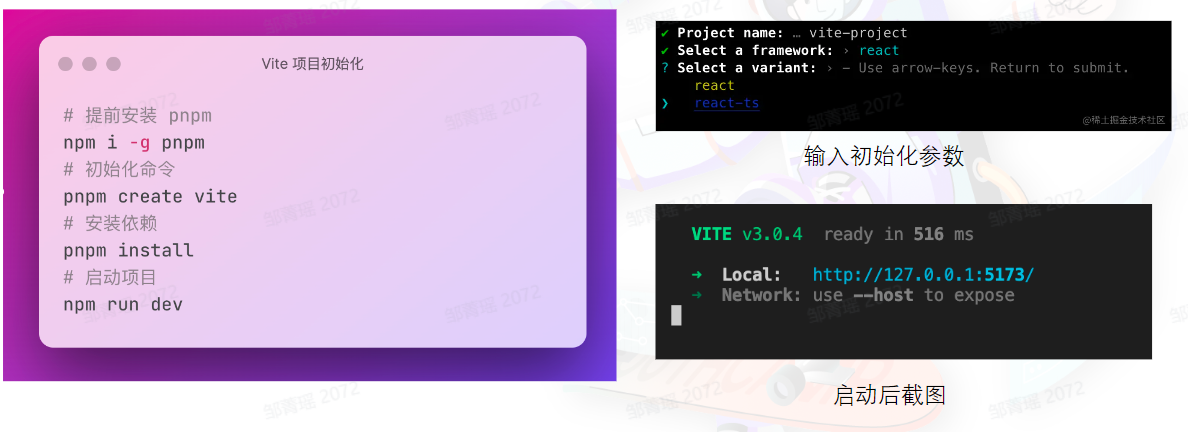 Vite 项目初始化
# 提前安装 pnpm
npm i -g pnpm
# 初始化命令
pnpm create vite
# 安装依赖
pnpm install
# 启动项目
npm run dev
✔ Project name: … vite-project
✔ Select a framework: › react
? Select a variant: › - Use arrow-keys. Return to submit.
react
❯ react-ts
@稀土掘金技术社区
输入初始化参数
VITE v3.0.4 ready in 516 ms
➜ Local: http://127.0.0.1:5173/
➜ Network: use --host to expose
启动后截图
邹青瑶 2072